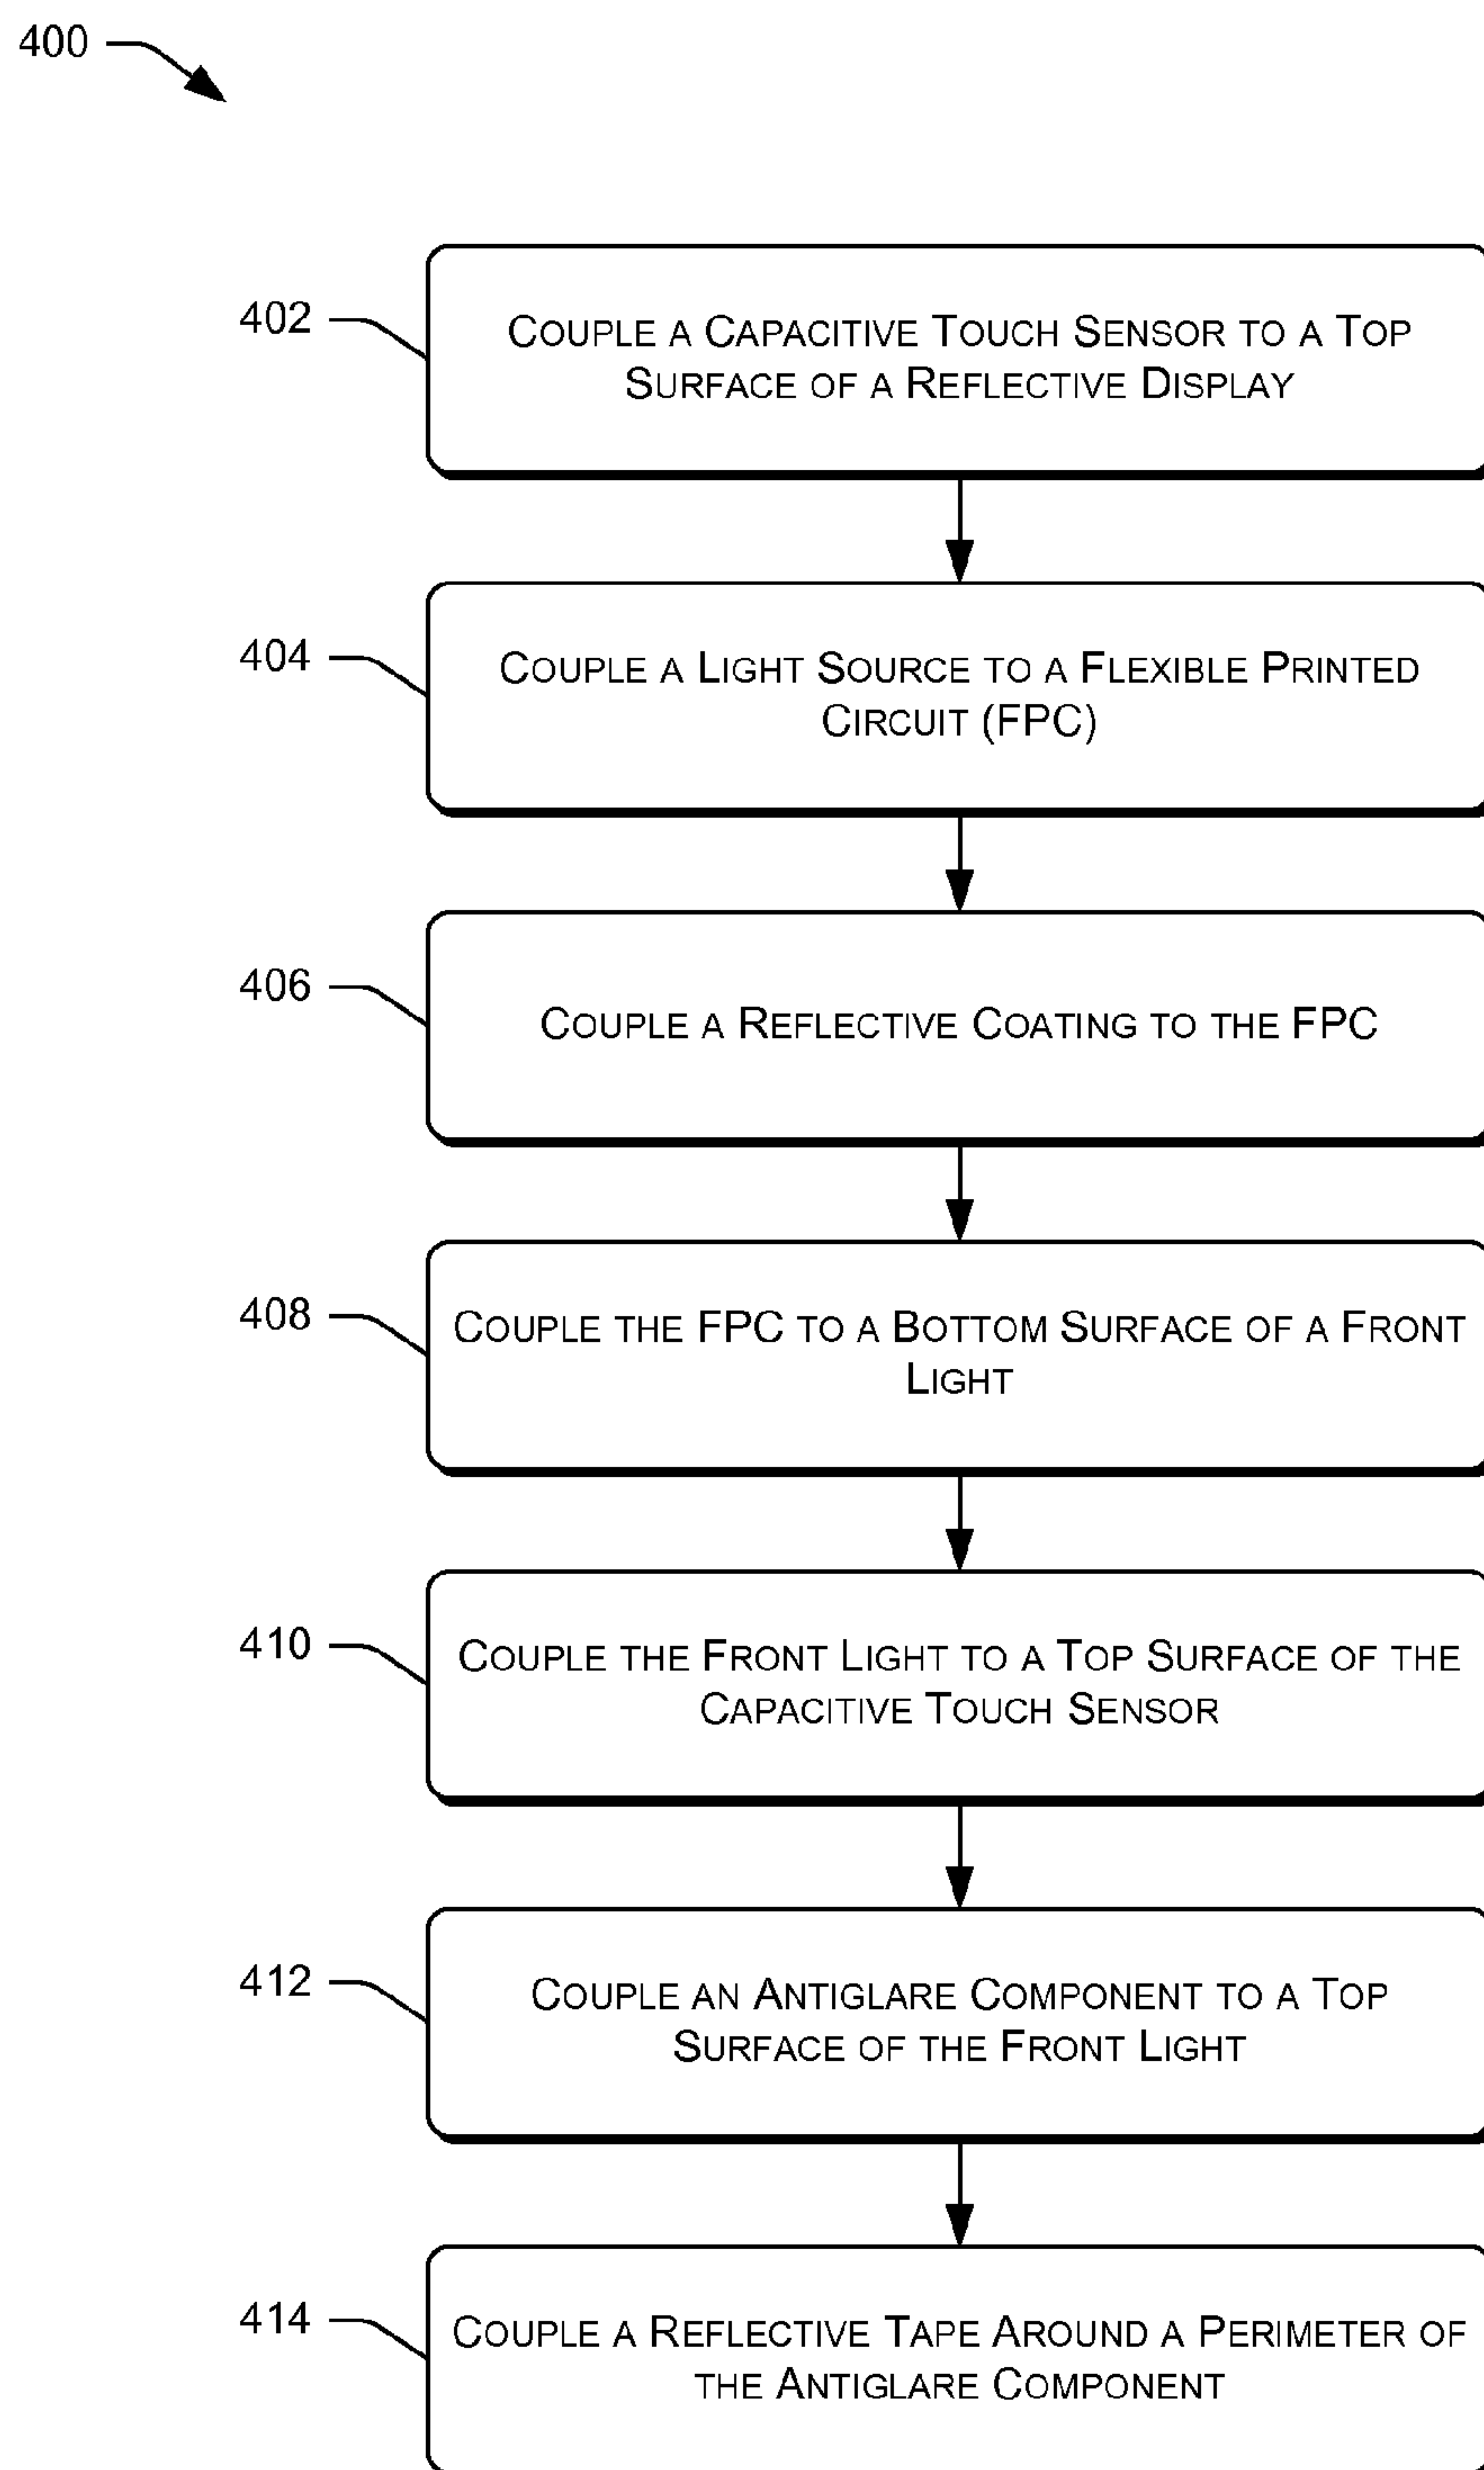 400
402
COUPLE A CAPACITIVE TOUCH SENSOR TO A TOP
SURFACE OF A REFLECTIVE DISPLAY
404
COUPLE A LIGHT SOURCE TO A FLEXIBLE PRINTED
CIRCUIT (FPC)
406
COUPLE A REFLECTIVE COATING TO THE FPC
408
COUPLE THE FPC TO A BOTTOM SURFACE OF A FRONT
LIGHT
410
COUPLE THE FRONT LIGHT TO A TOP SURFACE OF THE
CAPACITIVE TOUCH SENSOR
412
COUPLE AN ANTIGLARE COMPONENT TO A TOP
SURFACE OF THE FRONT LIGHT
414
COUPLE A REFLECTIVE TAPE AROUND A PERIMETER OF
THE ANTIGLARE COMPONENT